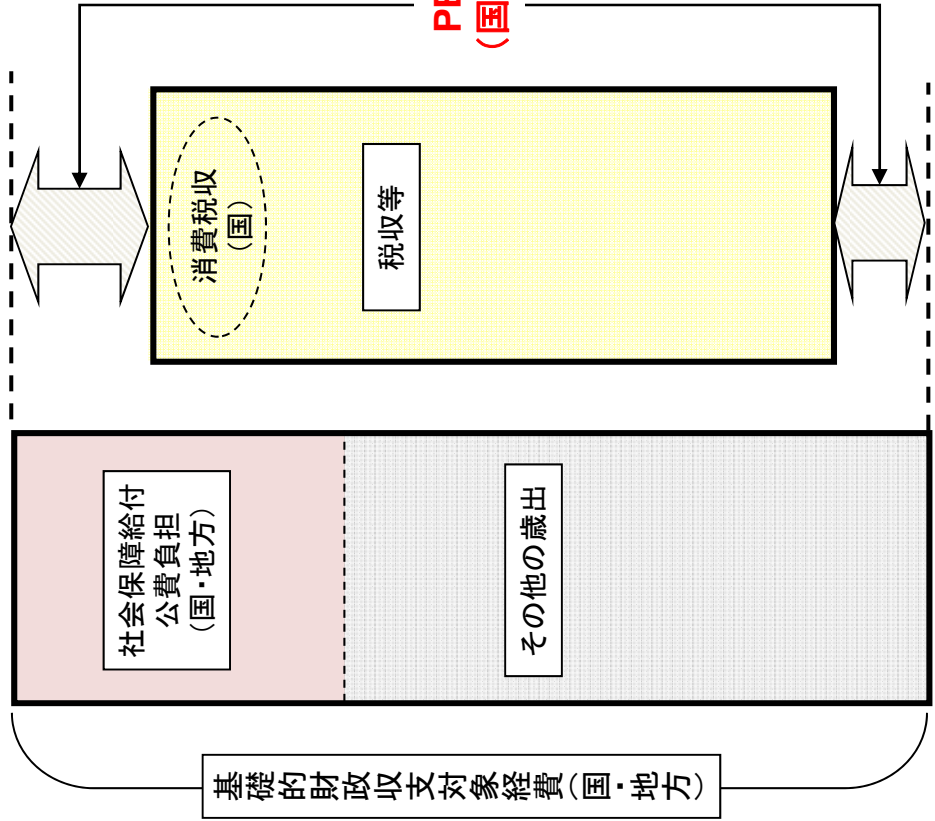 基礎的財政収支対象経費(国・地方)
社会保障給付
公費負担
(国・地方)
その他の歳出
消費税収
(国)
税収等
PB
(国